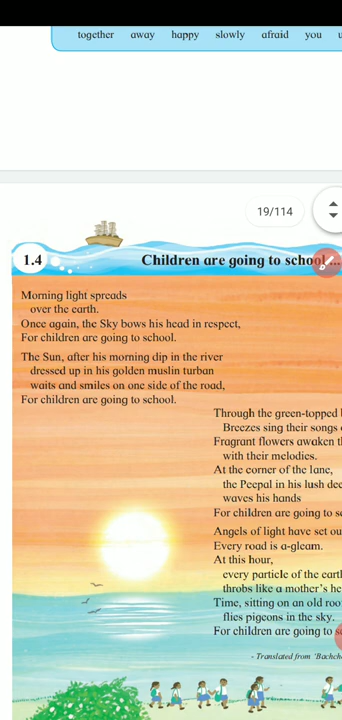 together away happy slowly afraid you
19/114
1.4 Children are going to school ...
Morning light spreads
over the earth.
Once again, the Sky bows his head in respect,
For children are going to school.
The Sun, after his morning dip in the river
dressed up in his golden muslin turban
waits and smiles on one side of the road,
For children are going to school.
Through the green-topped
Breezes sing their songs
Fragrant flowers awaken
with their melodies.
At the corner of the lane,
the Peepal in his lush
waves his hands
For children are going to
Angels of light have set
Every road is a-gleam.
At this hour,
every particle of the
throbs like a mother's
Time, sitting on an old
flies pigeons in the sky.
For children are going to
- Translated from